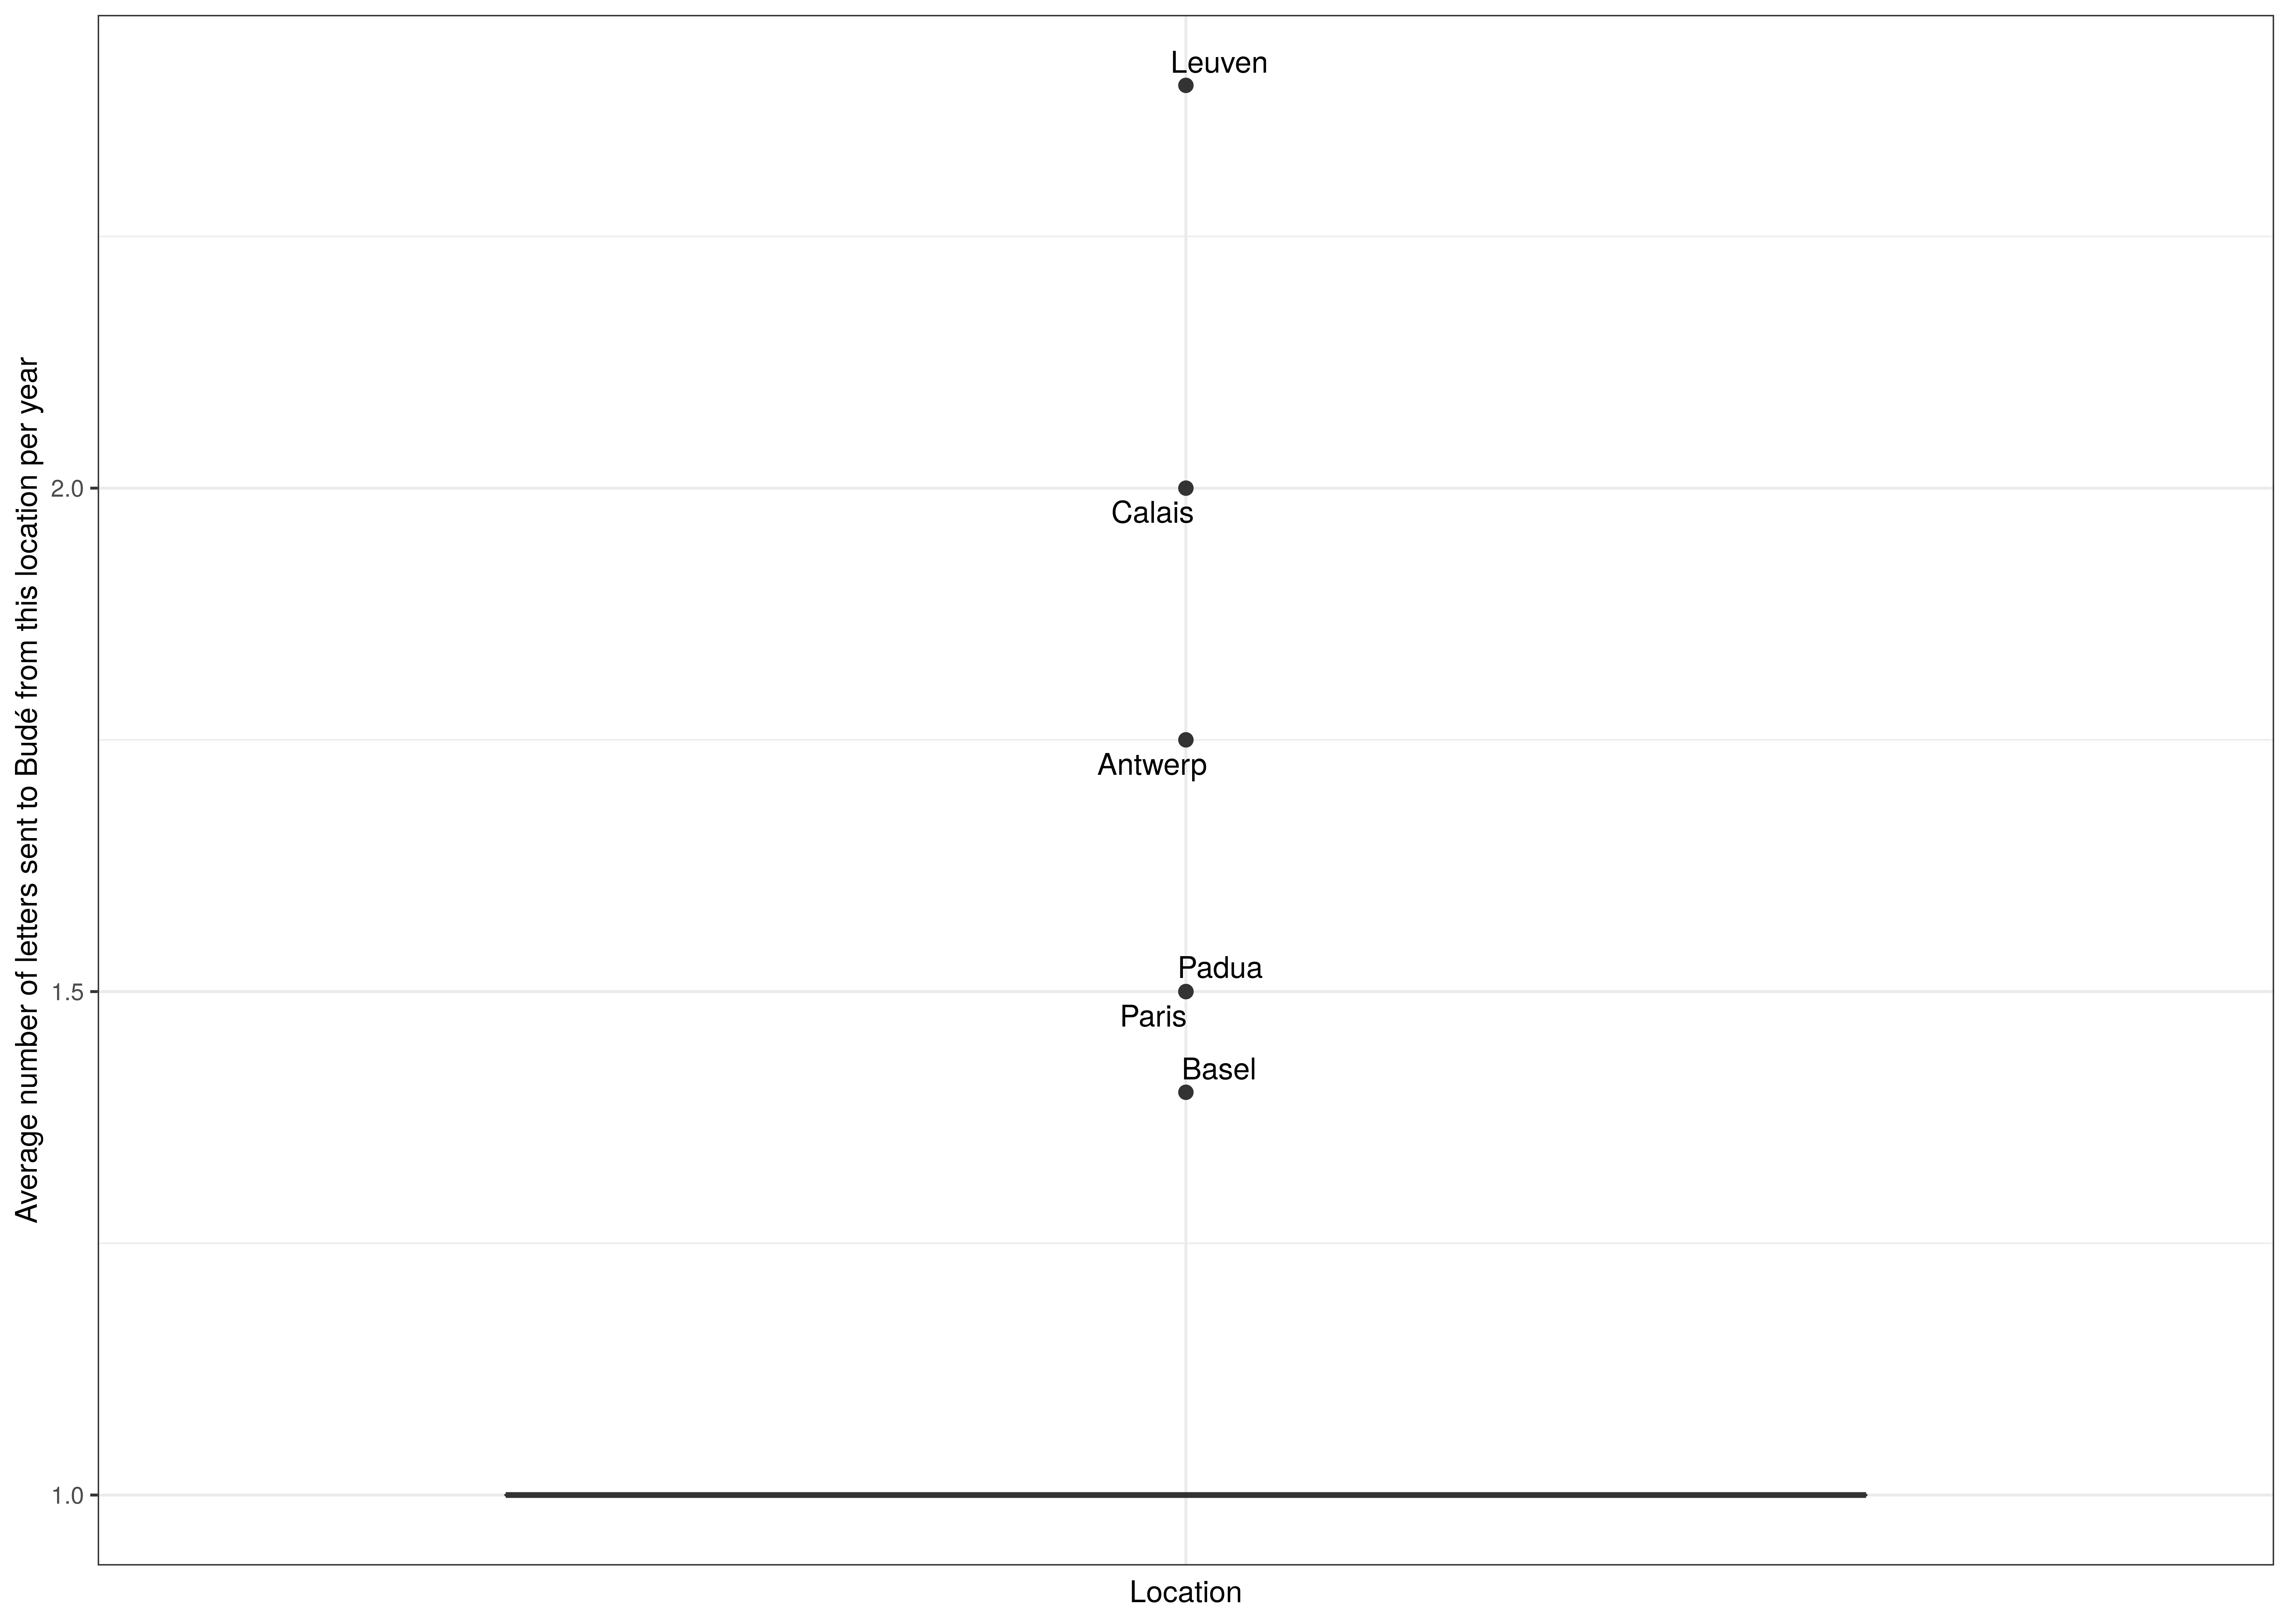 Leuven
2.0
Calais
Antwerp
Padua
1.5
Paris
Basel
1.0
Location
Average number of letters sent to Budé from this location per year